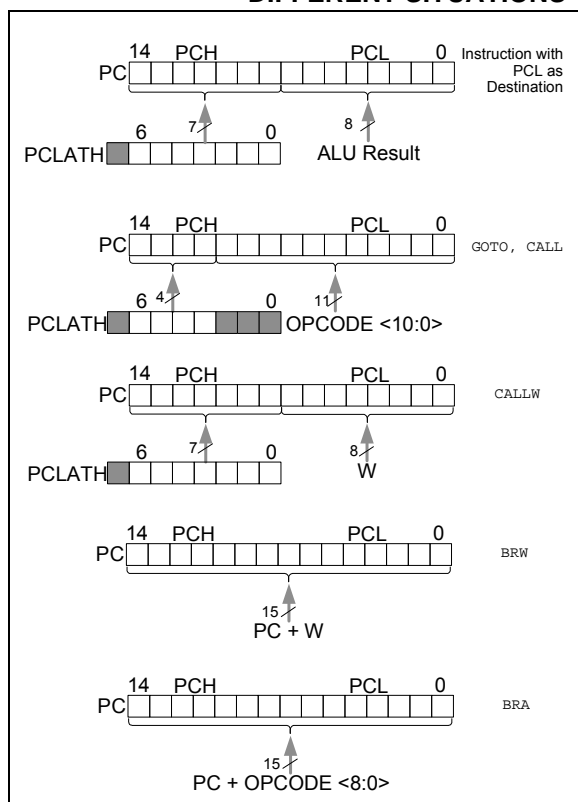 DIFFERENT SITUATIONS
14 PCH PCL 0
PC
Instruction with
PCL as
Destination
7 8
6 0
PCLATH
ALU Result
14 PCH PCL 0
PC
GOTO, CALL
4 11
6 0
PCLATH
OPCODE <10:0>
14 PCH PCL 0
PC
CALLW
7 8
6 0
PCLATH
W
14 PCH PCL 0
PC
BRW
15
PC + W
14 PCH PCL 0
PC
BRA
15
PC + OPCODE <8:0>